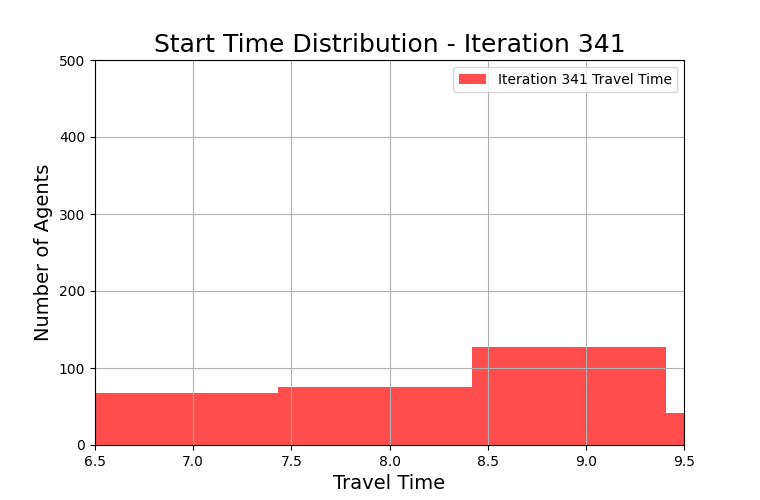 Start Time Distribution - Iteration 341
Iteration 341 Travel Time
Number of Agents
500
400
300
200
100
0
6.5 7.0 7.5 8.0 8.5 9.0 9.5
Travel Time